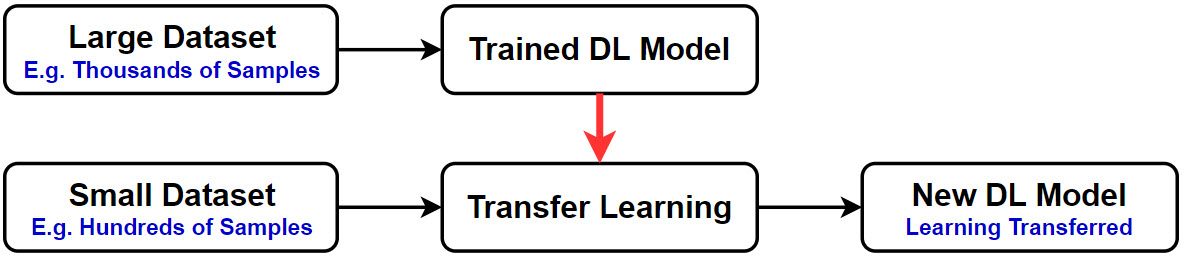 Large Dataset
E.g. Thousands of Samples
Trained DL Model
Small Dataset
E.g. Hundreds of Samples
Transfer Learning
New DL Model
Learning Transferred